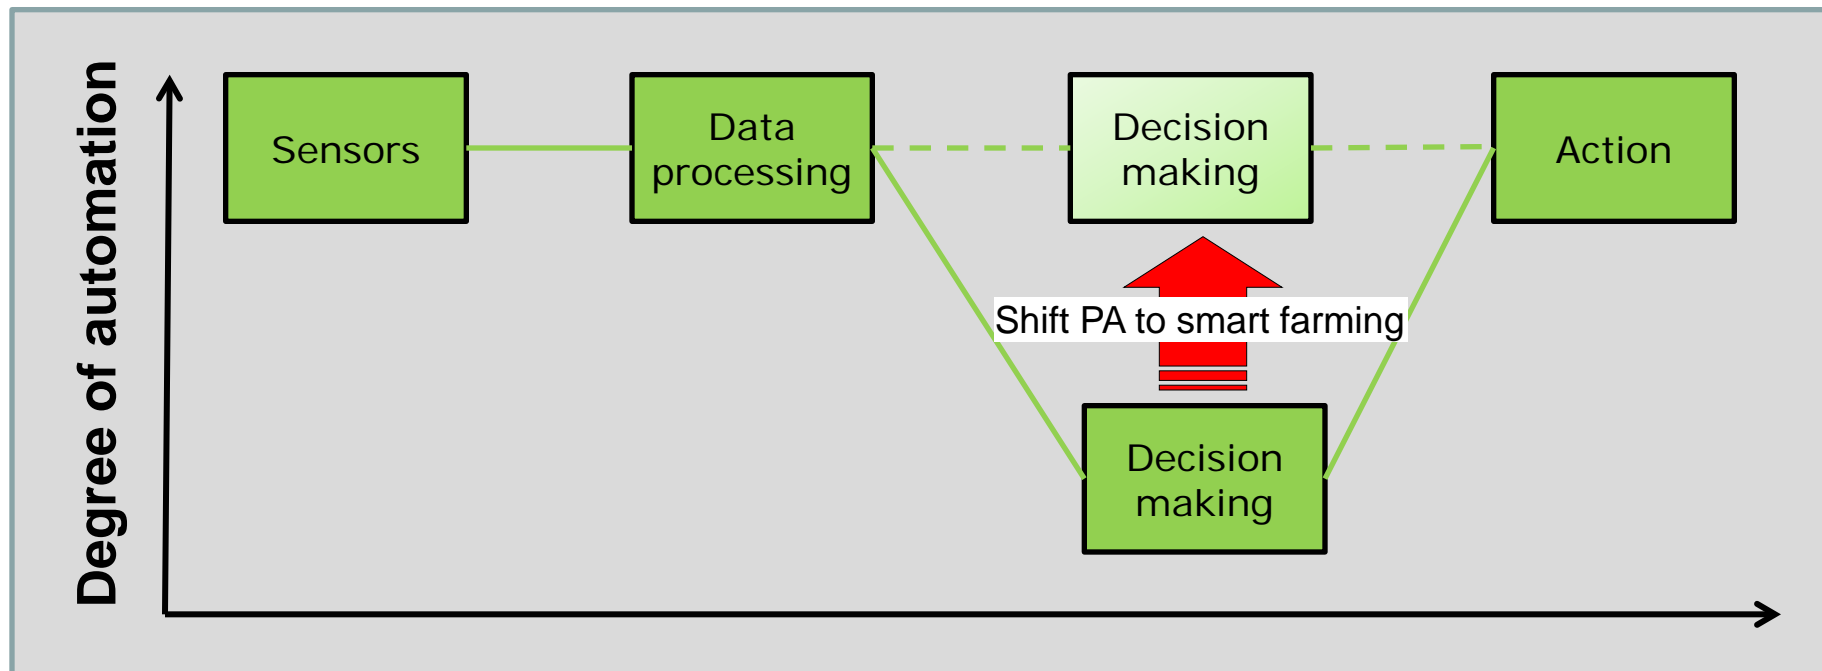 Degree of automation
Sensors
Data
processing
Decision
making
Action
Shift PA to smart farming
Decision
making